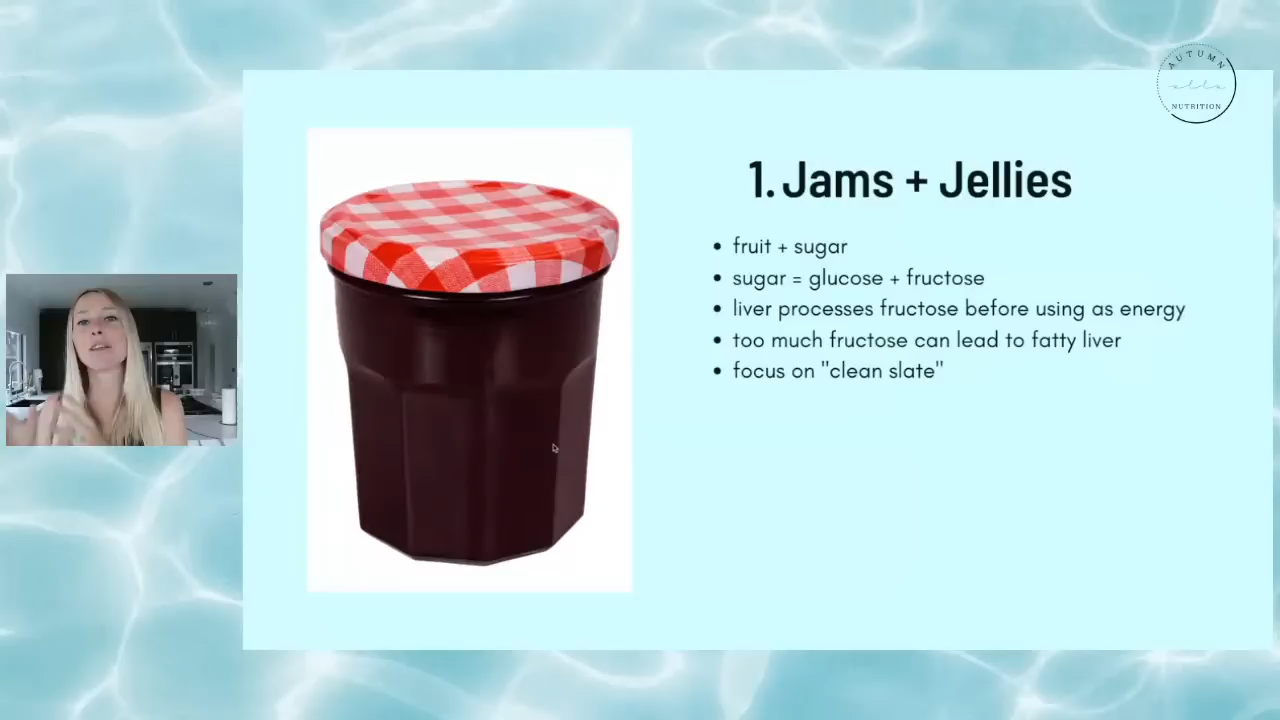 AUTUMN
elle
NUTRITION
1. Jams + Jellies
• fruit + sugar
• sugar = glucose + fructose
• liver processes fructose before using as energy
• too much fructose can lead to fatty liver
• focus on "clean slate"